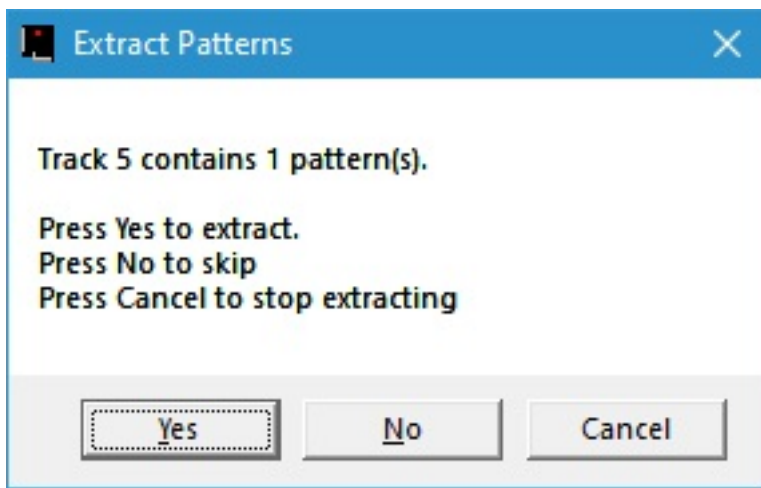 Extract Patterns
Track 5 contains 1 pattern(s).
Press Yes to extract.
Press No to skip
Press Cancel to stop extracting
Yes
No
Cancel